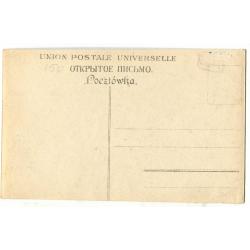 UNION POSTALE UNIVERSELLE
ОТКРЫТОЕ ПИСЬМО.
Pocztówka.